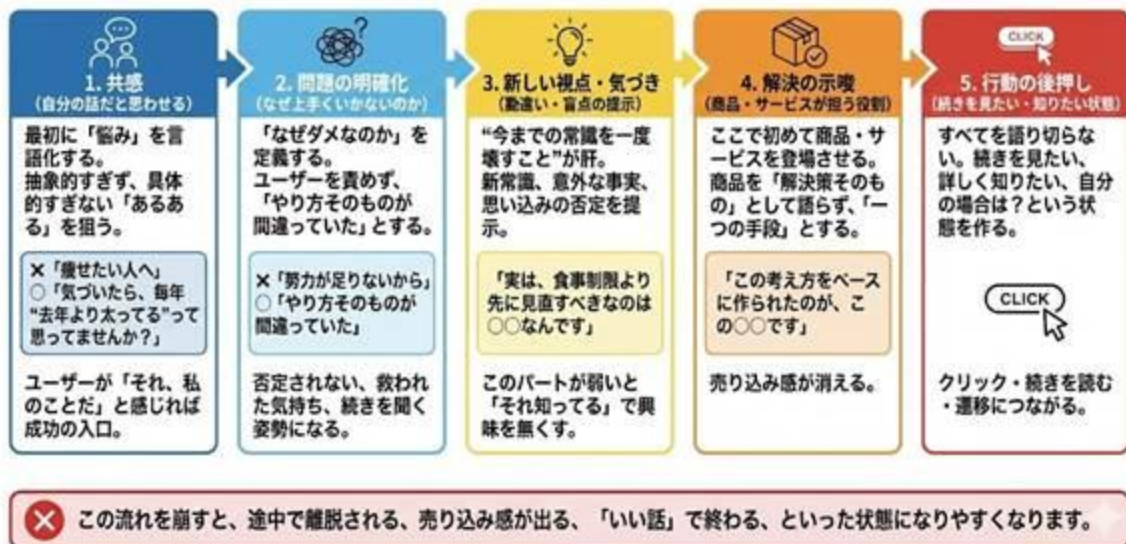 1. 共感
(自分の話だと思わせる)
最初に「悩み」を言
語化する。
抽象的すぎず、具体
的すぎない「あるあ
る」を狙う。
×「痩せたい人へ」
○「気づいたら、毎年
“去年より太ってる”って
思ってませんか？」
ユーザーが「それ、私
のことだ」と感じれば
成功の入口。
?
2. 問題の明確化
(なぜ上手くいかないのか)
「なぜダメなのか」を
定義する。
ユーザーを責めず、
「やり方そのものが
間違っていた」とする。
×「努力が足りないから」
○「やり方そのものが
間違っていた」
否定されない、救われ
た気持ち、続きを聞く
姿勢になる。
3. 新しい視点・気づき
(勘違い・盲点の提示)
“今までの常識を一度
壊すこと”が肝。
新常識、意外な事実、
思い込みの否定を提
示。
「実は、食事制限より
先に見直すべきなのは
○○なんです」
このパートが弱いと
「それ知ってる」で興
味を無くす。
4. 解決の示唆
(商品・サービスが担う役割)
ここで初めて商品・サ
ービスを登場させる。
商品を「解決策そのも
の」として語らず、「一
つの手段」とする。
「この考え方をベース
に作られたのが、こ
の○○です」
売り込み感が消える。
CLICK
5. 行動の後押し
(続きを見たい・知りたい状態)
すべてを語り切らな
い。続きを見たい、
詳しく知りたい、自分
の場合は？という状
態を作る。
CLICK
クリック・続きを読む
・遷移につながる。
この流れを崩すと、途中で離脱される、売り込み感が出る、「いい話」で終わる、といった状態になりやすくなります。